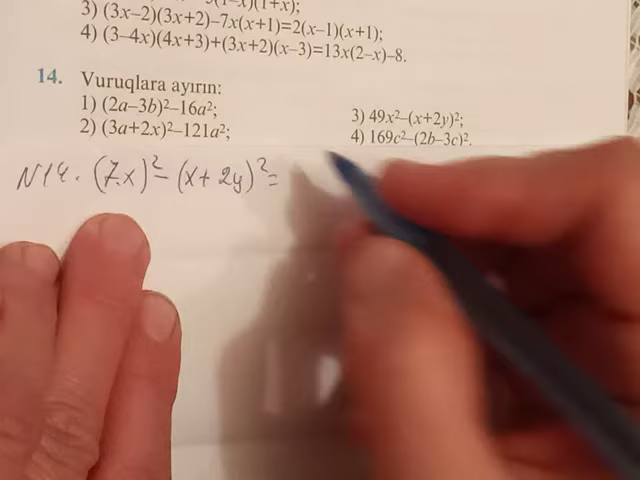 (1+x);
3) (3x–2)(3x+2)–7x(x+1)=2(x–1)(x+1);
4) (3–4x)(4x+3)+(3x+2)(x–3)=13x(2–x)–8.
14. Vuruqlara ayırın:
1) (2a–3b)²–16a²;
2) (3a+2x)²–121a²;
3) 49x²–(x+2y)²;
4) 169c²–(2b–3c)².
N14. (7.x)² – (x+2y)² =